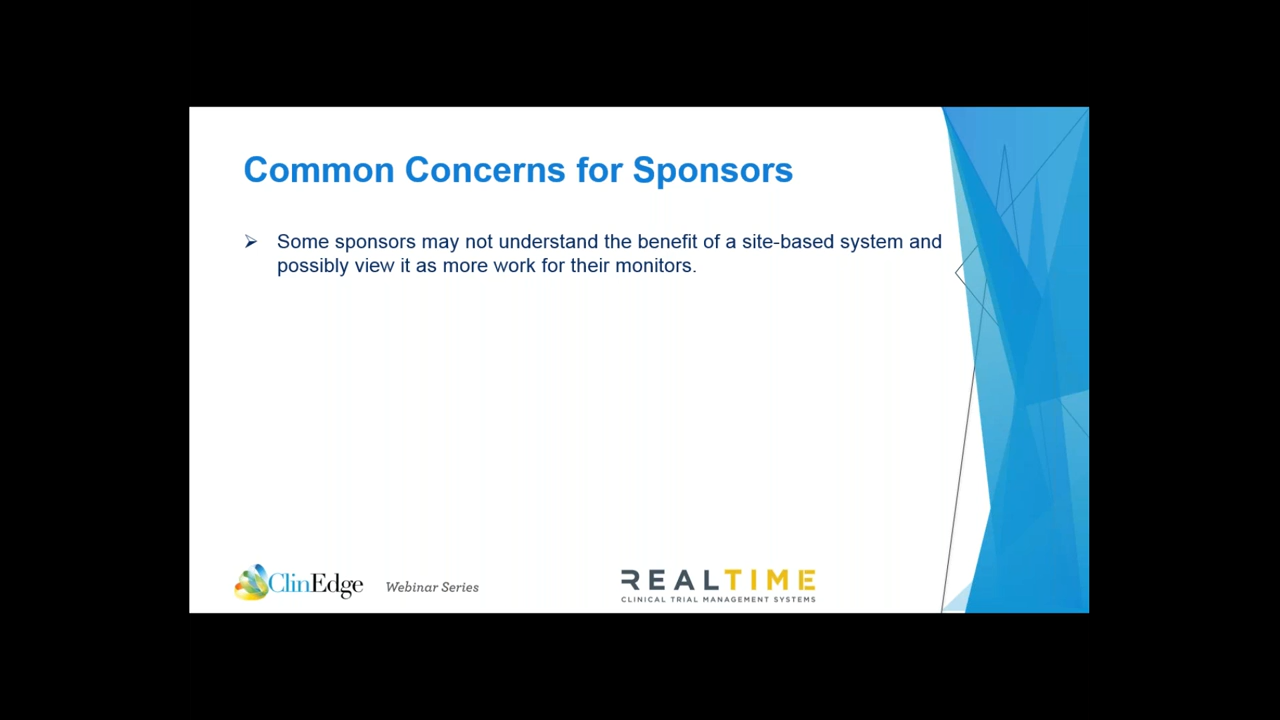 Common Concerns for Sponsors
➢ Some sponsors may not understand the benefit of a site-based system and
possibly view it as more work for their monitors.
ClinEdge Webinar Series
REALTIME
CLINICAL TRIAL MANAGEMENT SYSTEMS